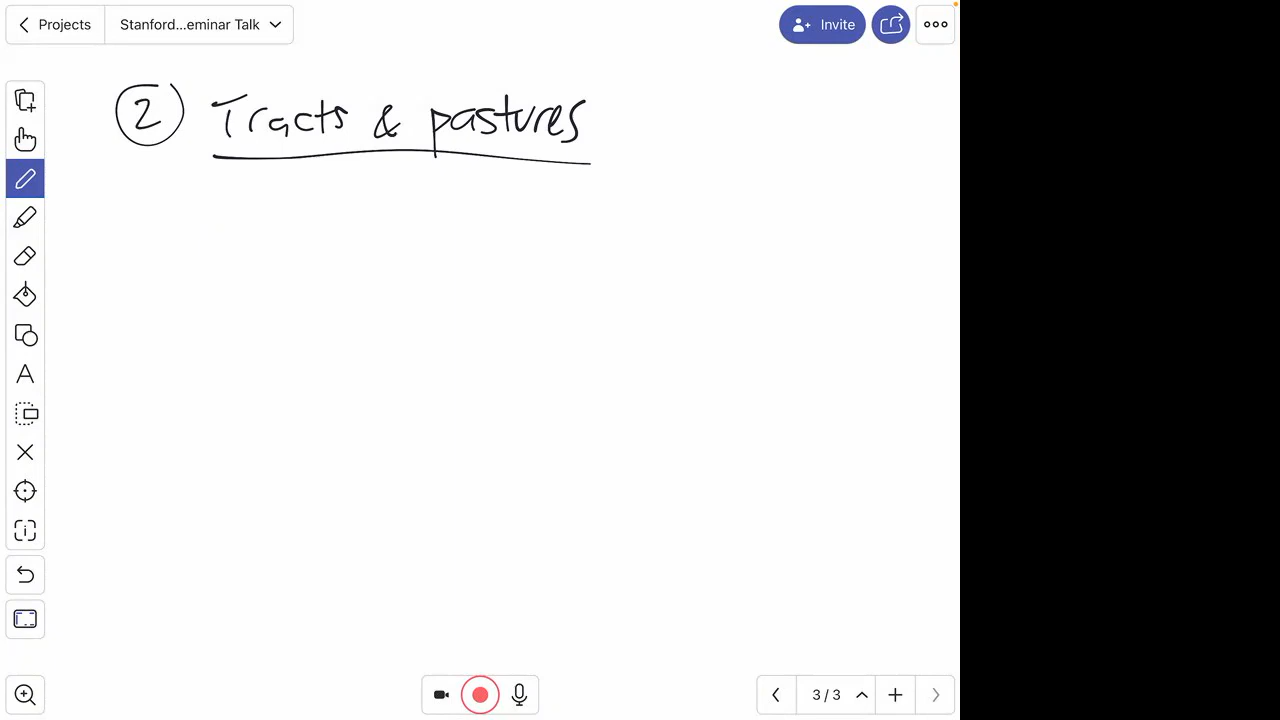 Projects
Stanford...eminar Talk
Invite
2 Tracts & pastures
A
3 / 3